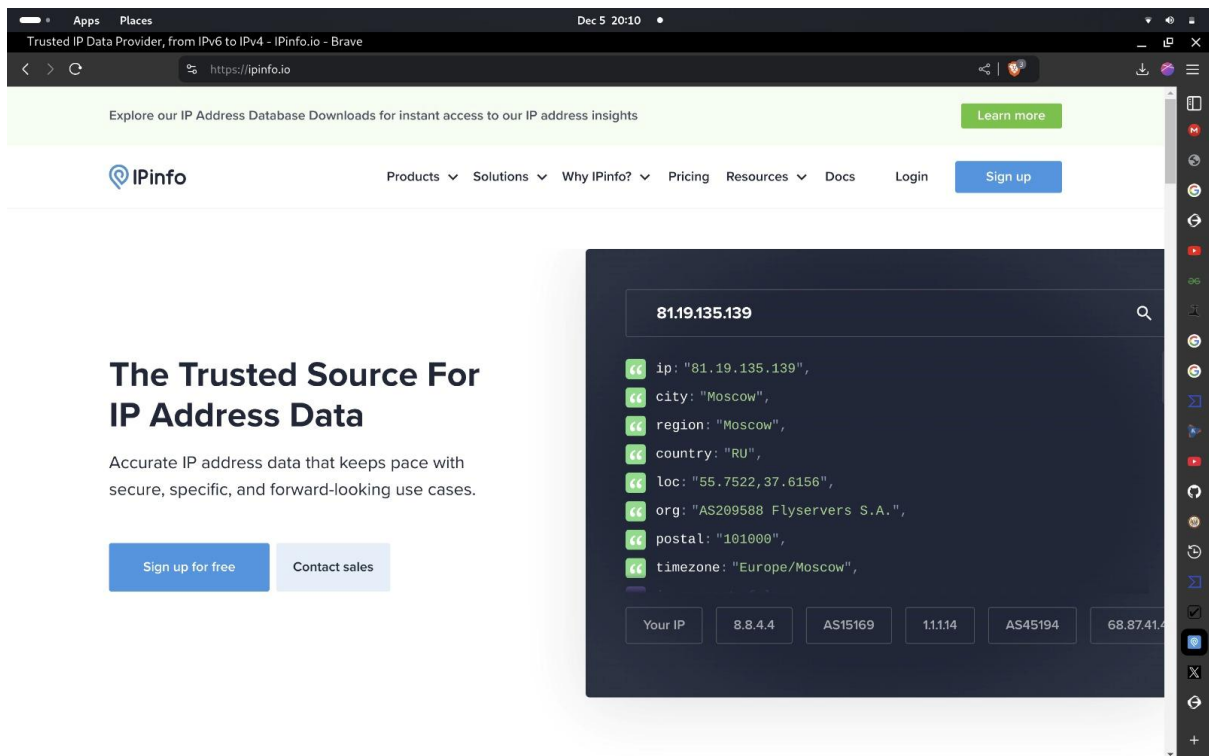 Apps Places Dec 5 20:10
Trusted IP Data Provider, from IPv6 to IPv4 - IPinfo.io - Brave
https://ipinfo.io
Explore our IP Address Database Downloads for instant access to our IP address insights Learn more
IPinfo Products Solutions Why IPinfo? Pricing Resources Docs Login Sign up
81.19.135.139
The Trusted Source For
IP Address Data
Accurate IP address data that keeps pace with
secure, specific, and forward-looking use cases.
Sign up for free Contact sales
ip: "81.19.135.139",
city: "Moscow",
region: "Moscow",
country: "RU",
loc: "55.7522,37.6156",
org: "AS209588 Flyservers S.A.",
postal: "101000",
timezone: "Europe/Moscow",
Your IP 8.8.4.4 AS15169 1.1.1.14 AS45194 68.87.41.4